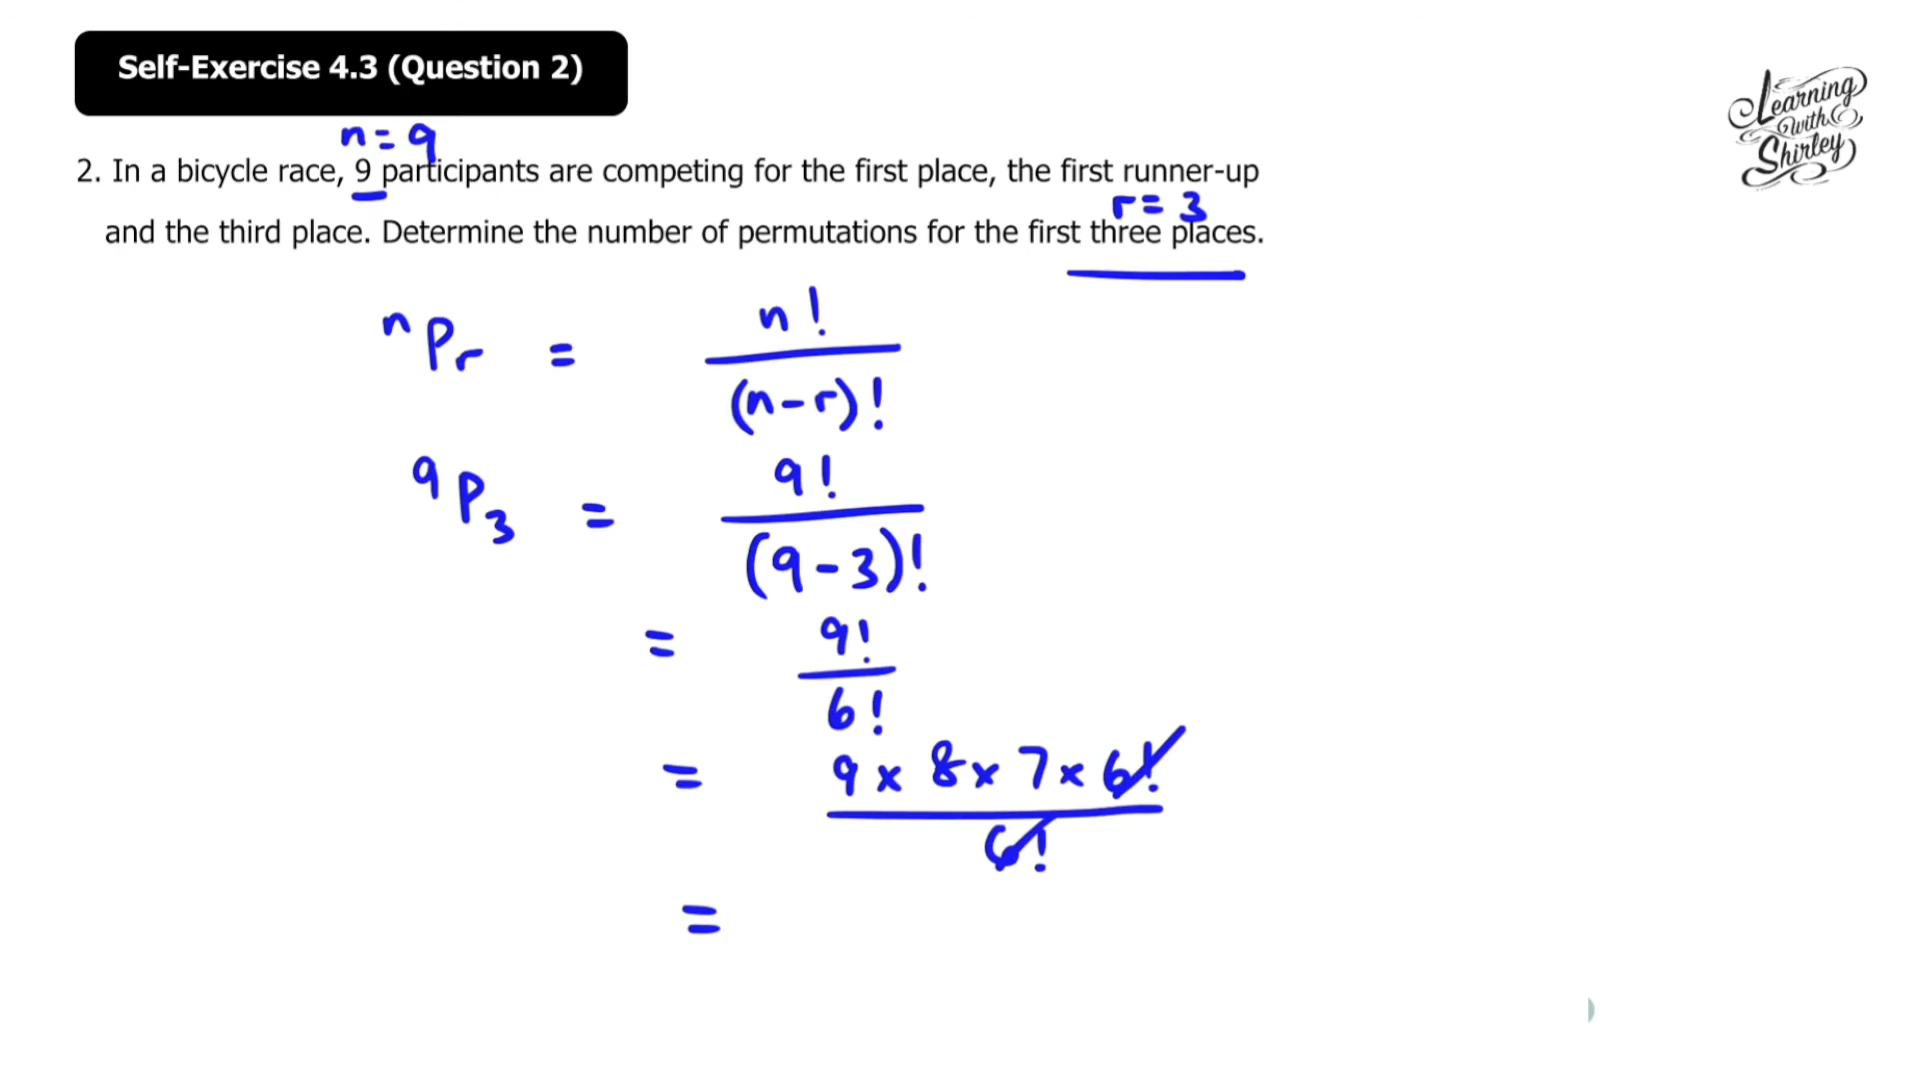 Self-Exercise 4.3 (Question 2)
Learning
with
Shirley
n = 9
2. In a bicycle race, 9 participants are competing for the first place, the first runner-up
r = 3
and the third place. Determine the number of permutations for the first three places.
ⁿPᵣ = n! / (n-r)!
⁹P₃ = 9! / (9-3)!
= 9! / 6!
= 9 × 8 × 7 × 6! / 6!
=